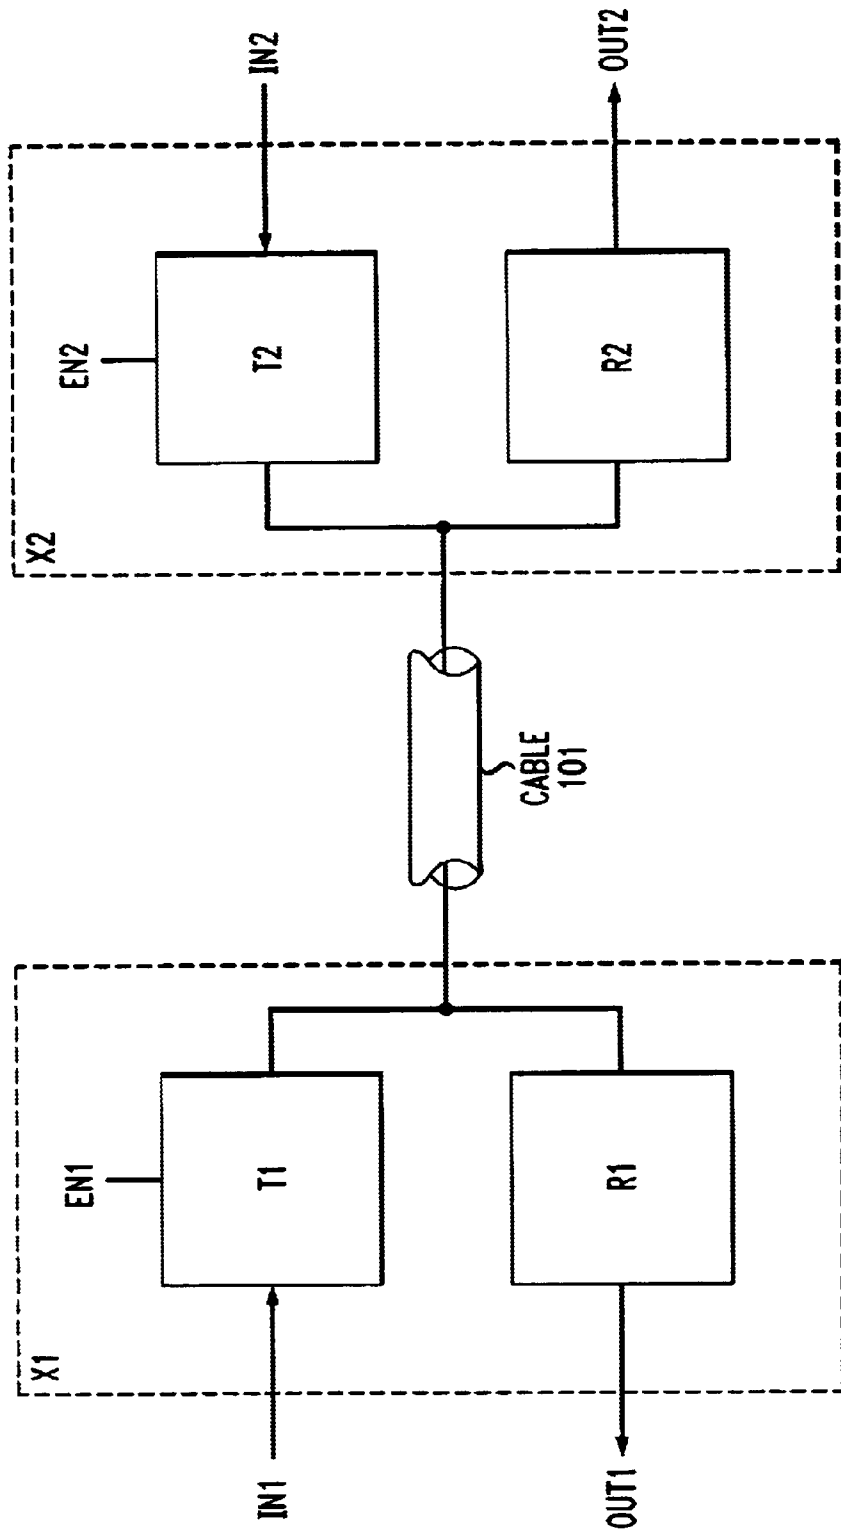 X1
EN1
IN1
T1
OUT1
R1
CABLE
101
X2
EN2
T2
IN2
R2
OUT2